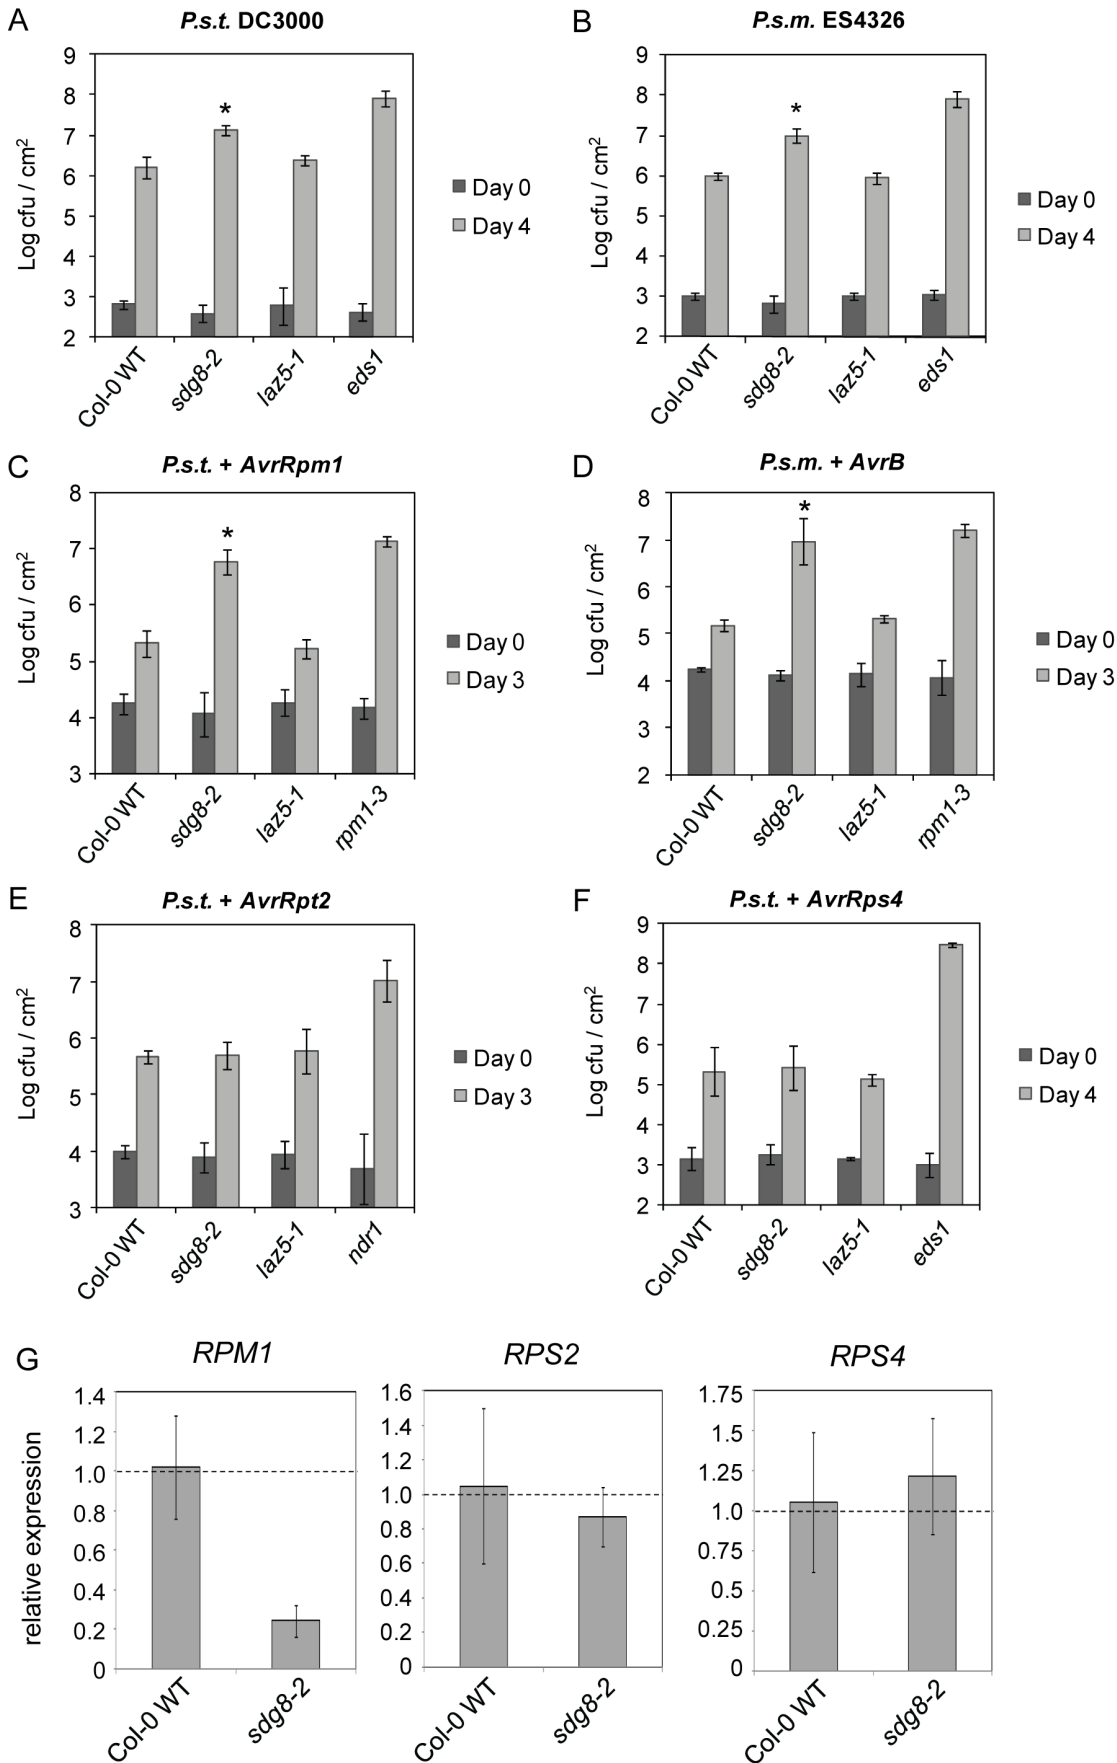 A
P.s.t. DC3000
9
8
7
6
5
4
3
2
Log cfu / cm²
Col-0 WT
sdg8-2
laz5-1
eds1
*
Day 0
Day 4
B
P.s.m. ES4326
9
8
7
6
5
4
3
2
Log cfu / cm²
Col-0 WT
sdg8-2
laz5-1
eds1
*
Day 0
Day 4
C
P.s.t. + AvrRpm1
8
7
6
5
4
3
Log cfu / cm²
Col-0 WT
sdg8-2
laz5-1
rpm1-3
*
Day 0
Day 3
D
P.s.m. + AvrB
8
7
6
5
4
3
2
Log cfu / cm²
Col-0 WT
sdg8-2
laz5-1
rpm1-3
*
Day 0
Day 3
E
P.s.t. + AvrRpt2
8
7
6
5
4
3
Log cfu / cm²
Col-0 WT
sdg8-2
laz5-1
ndr1
Day 0
Day 3
F
P.s.t. + AvrRps4
9
8
7
6
5
4
3
2
Log cfu / cm²
Col-0 WT
sdg8-2
laz5-1
eds1
Day 0
Day 4
G
RPM1
relative expression
1.4
1.2
1.0
0.8
0.6
0.4
0.2
0
Col-0 WT
sdg8-2
RPS2
1.6
1.4
1.2
1.0
0.8
0.6
0.4
0.2
0
Col-0 WT
sdg8-2
RPS4
1.75
1.5
1.25
1.0
0.75
0.5
0.25
0
Col-0 WT
sdg8-2